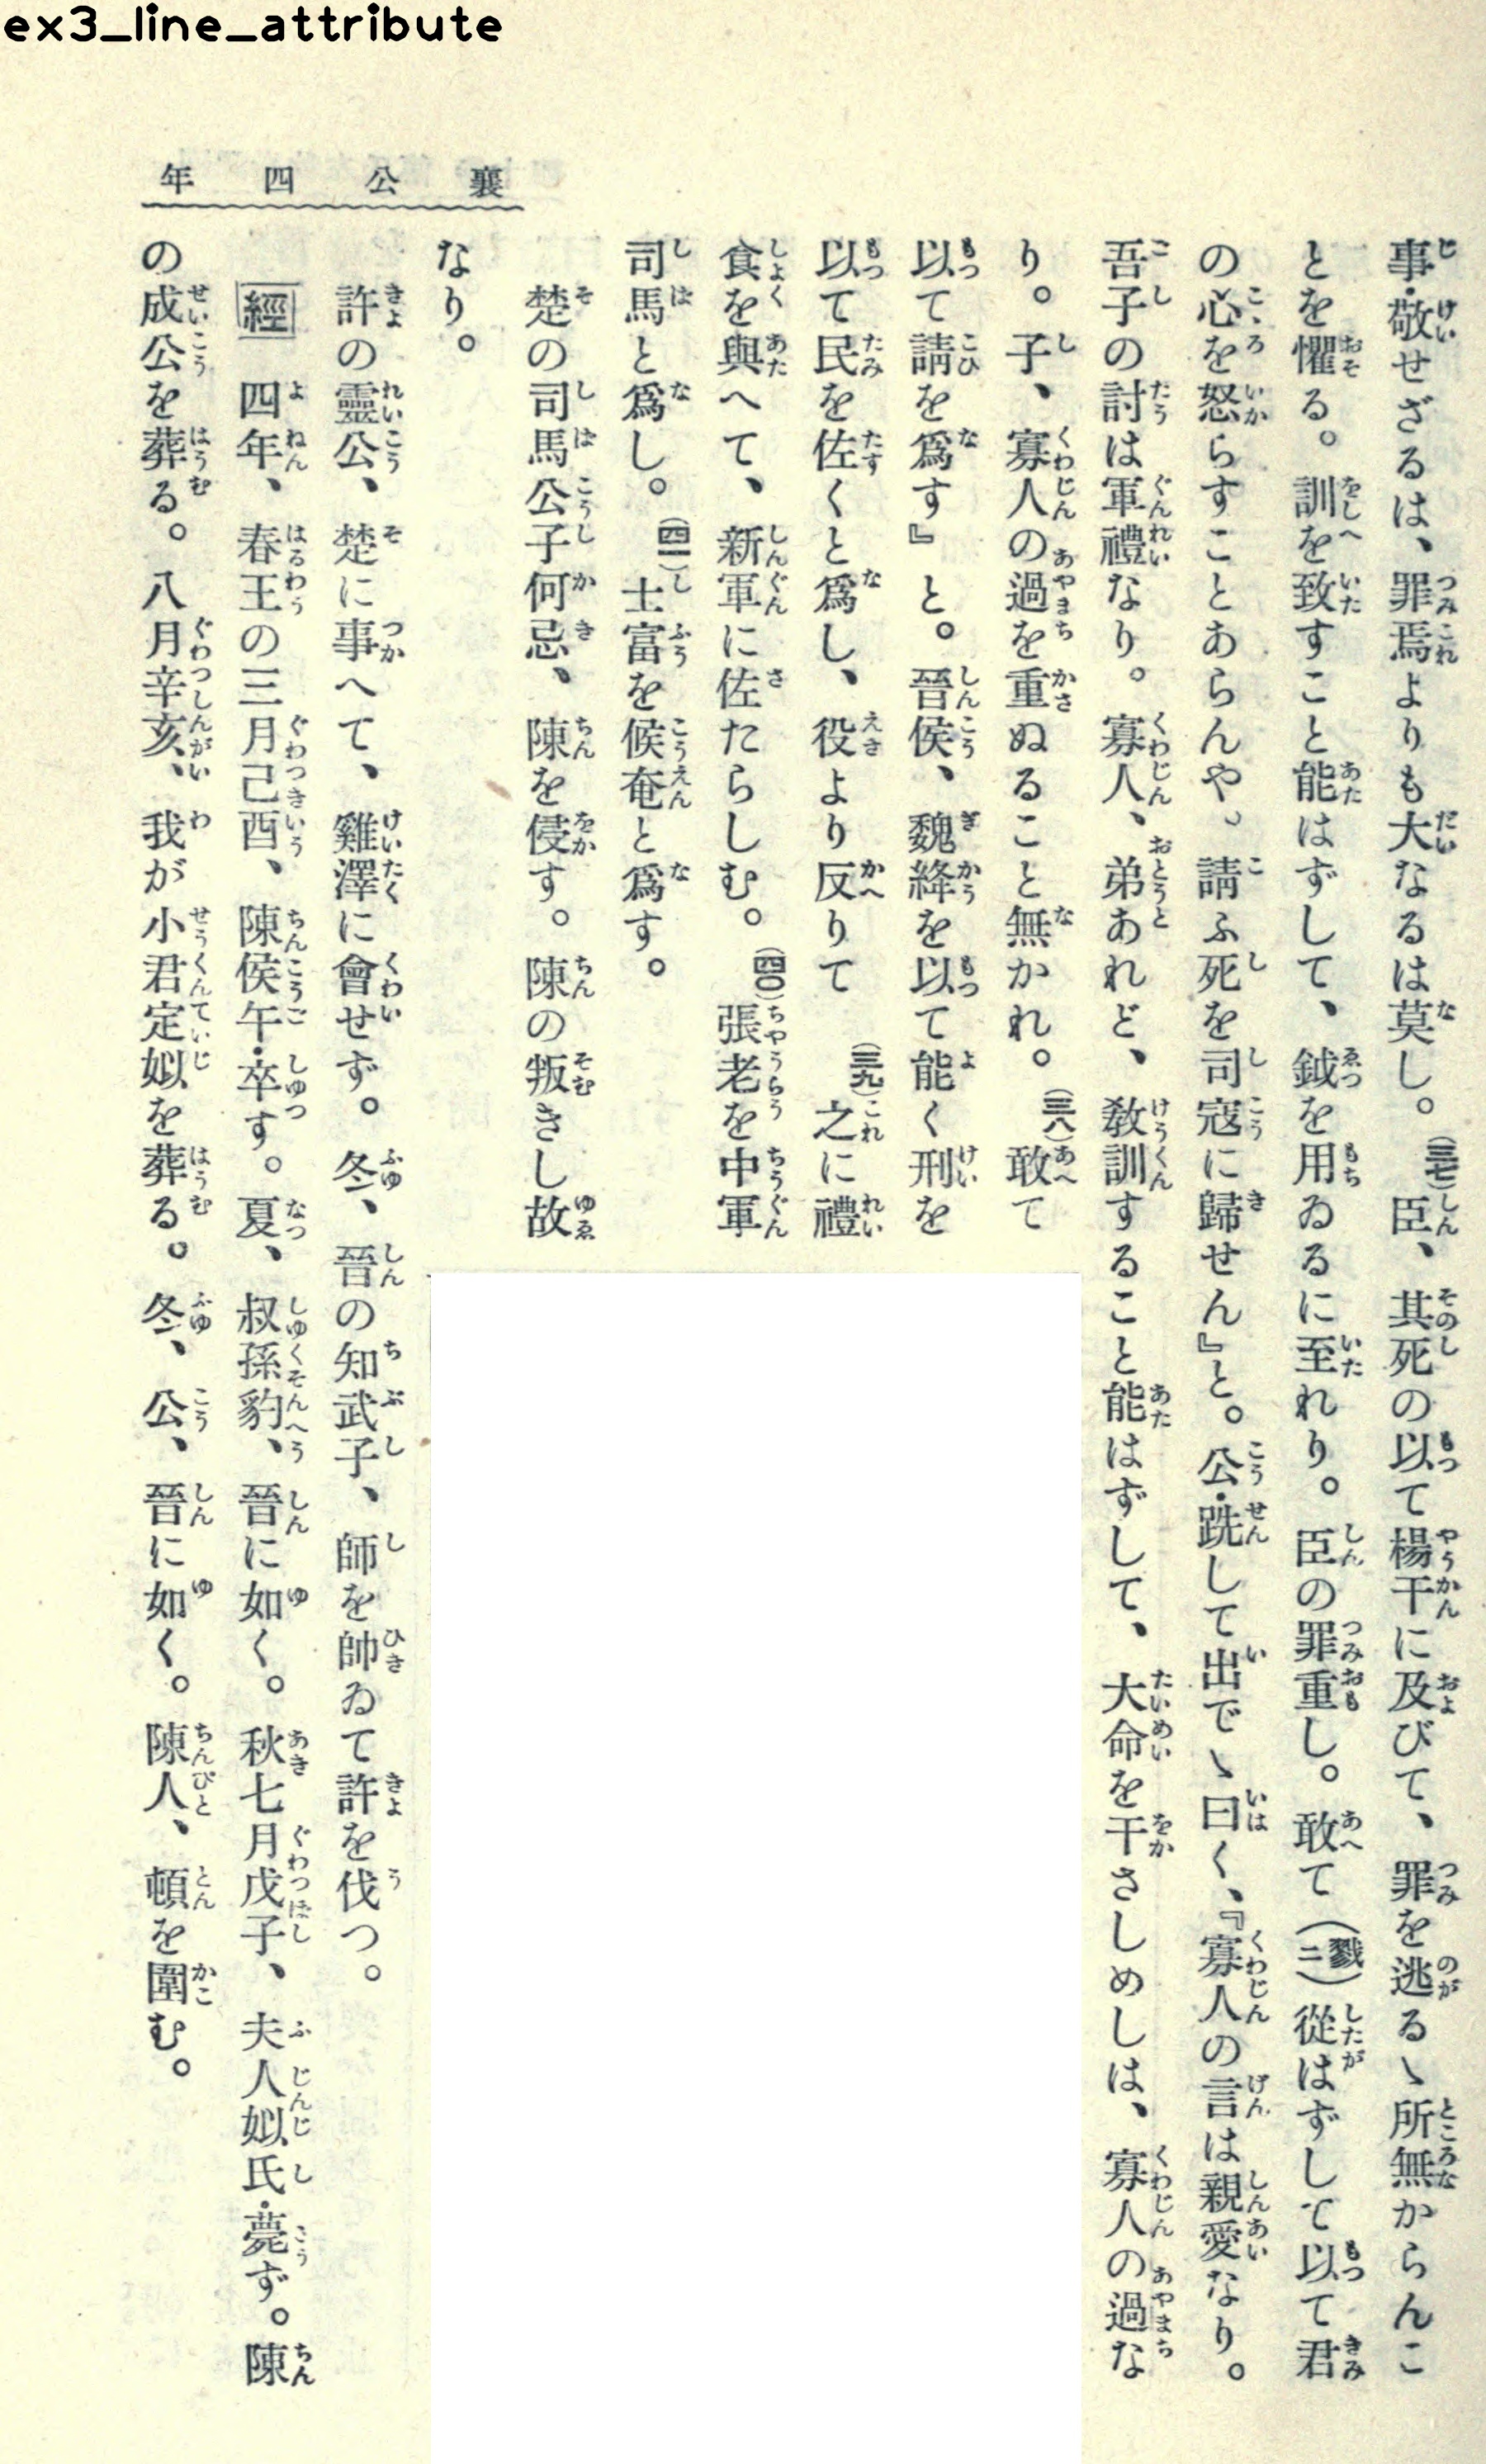 ex3_line_attribute
襄公四年
事・敬せざるは、罪焉よりも大なるは莫し。(三七)臣、其死の以て楊干に及びて、罪を逃るゝ所無からんこ
とを懼る。訓を致すこと能はずして、鉞を用ゐるに至れり。臣の罪重し。敢て(戮ニ)從はずして以て君
の心を怒らすことあらんや。請ふ死を司寇に歸せん』と。公・跣して出でゝ曰く、『寡人の言は親愛なり。
吾子の討は軍禮なり。寡人、弟あれど、敎訓すること能はずして、大命を干さしめしは、寡人の過な
り。子、寡人の過を重ぬること無かれ。(三八)敢て
以て請を爲す』と。晉侯、魏絳を以て能く刑を
以て民を佐くと爲し、役より反りて(三九)之に禮
食を與へて、新軍に佐たらしむ。(四〇)張老を中軍
司馬と爲し。(四一)士富を候奄と爲す。
楚の司馬公子何忌、陳を侵す。陳の叛きし故
なり。
許の靈公、楚に事へて、雞澤に會せず。冬、晉の知武子、師を帥ゐて許を伐つ。
經 四年、春王の三月己酉、陳侯午・卒す。夏、叔孫豹、晉に如く。秋七月戊子、夫人姒氏・薨ず。陳
の成公を葬る。八月辛亥、我が小君定姒を葬る。冬、公、晉に如く。陳人、頓を圍む。